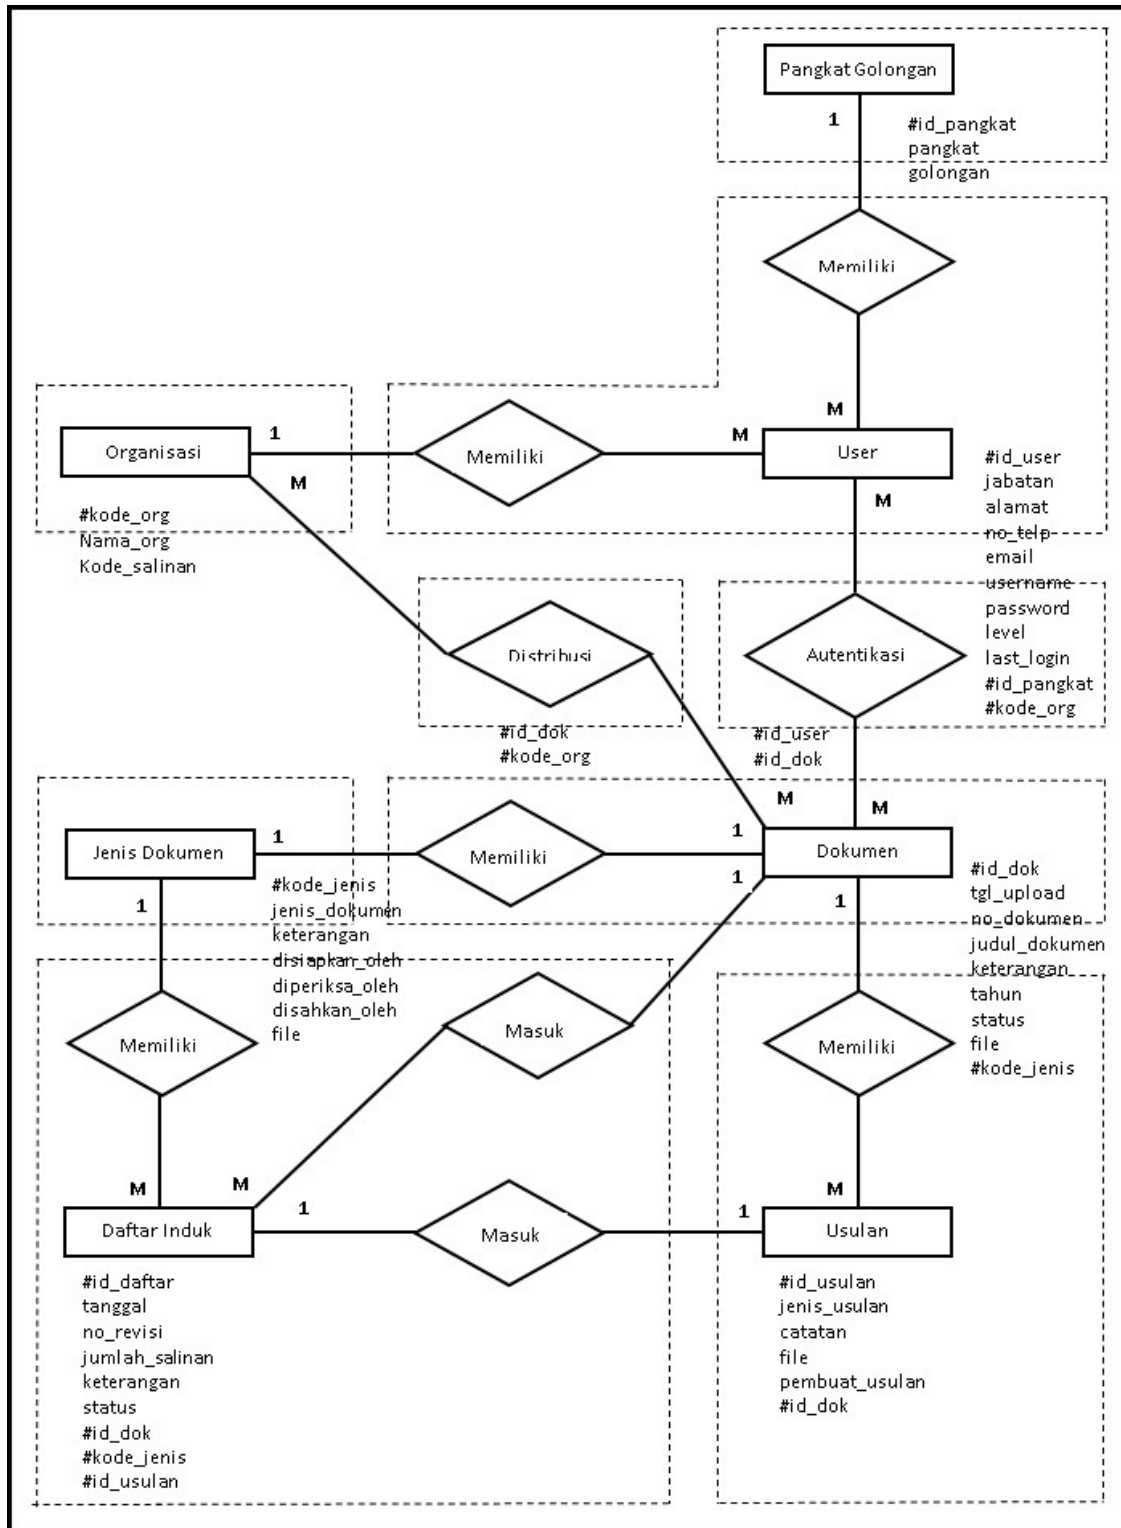 Pangkat Golongan
1
#id_pangkat
pangkat
golongan
Memiliki
M
Organisasi
1
M
#kode_org
Nama_org
Kode_salinan
Memiliki
M
User
M
#id_user
jabatan
alamat
no_telp
email
username
password
level
last_login
#id_pangkat
#kode_org
Distribusi
#id_dok
#kode_org
Autentikasi
#id_user
#id_dok
M
M
Jenis Dokumen
1
1
#kode_jenis
jenis_dokumen
keterangan
disiapkan_oleh
diperiksa_oleh
disahkan_oleh
file
Memiliki
1
1
Dokumen
1
#id_dok
tgl_upload
no_dokumen
judul_dokumen
keterangan
tahun
status
file
#kode_jenis
Memiliki
Masuk
Memiliki
M
M
M
Daftar Induk
1
Masuk
1
Usulan
#id_daftar
tanggal
no_revisi
jumlah_salinan
keterangan
status
#id_dok
#kode_jenis
#id_usulan
#id_usulan
jenis_usulan
catatan
file
pembuat_usulan
#id_dok